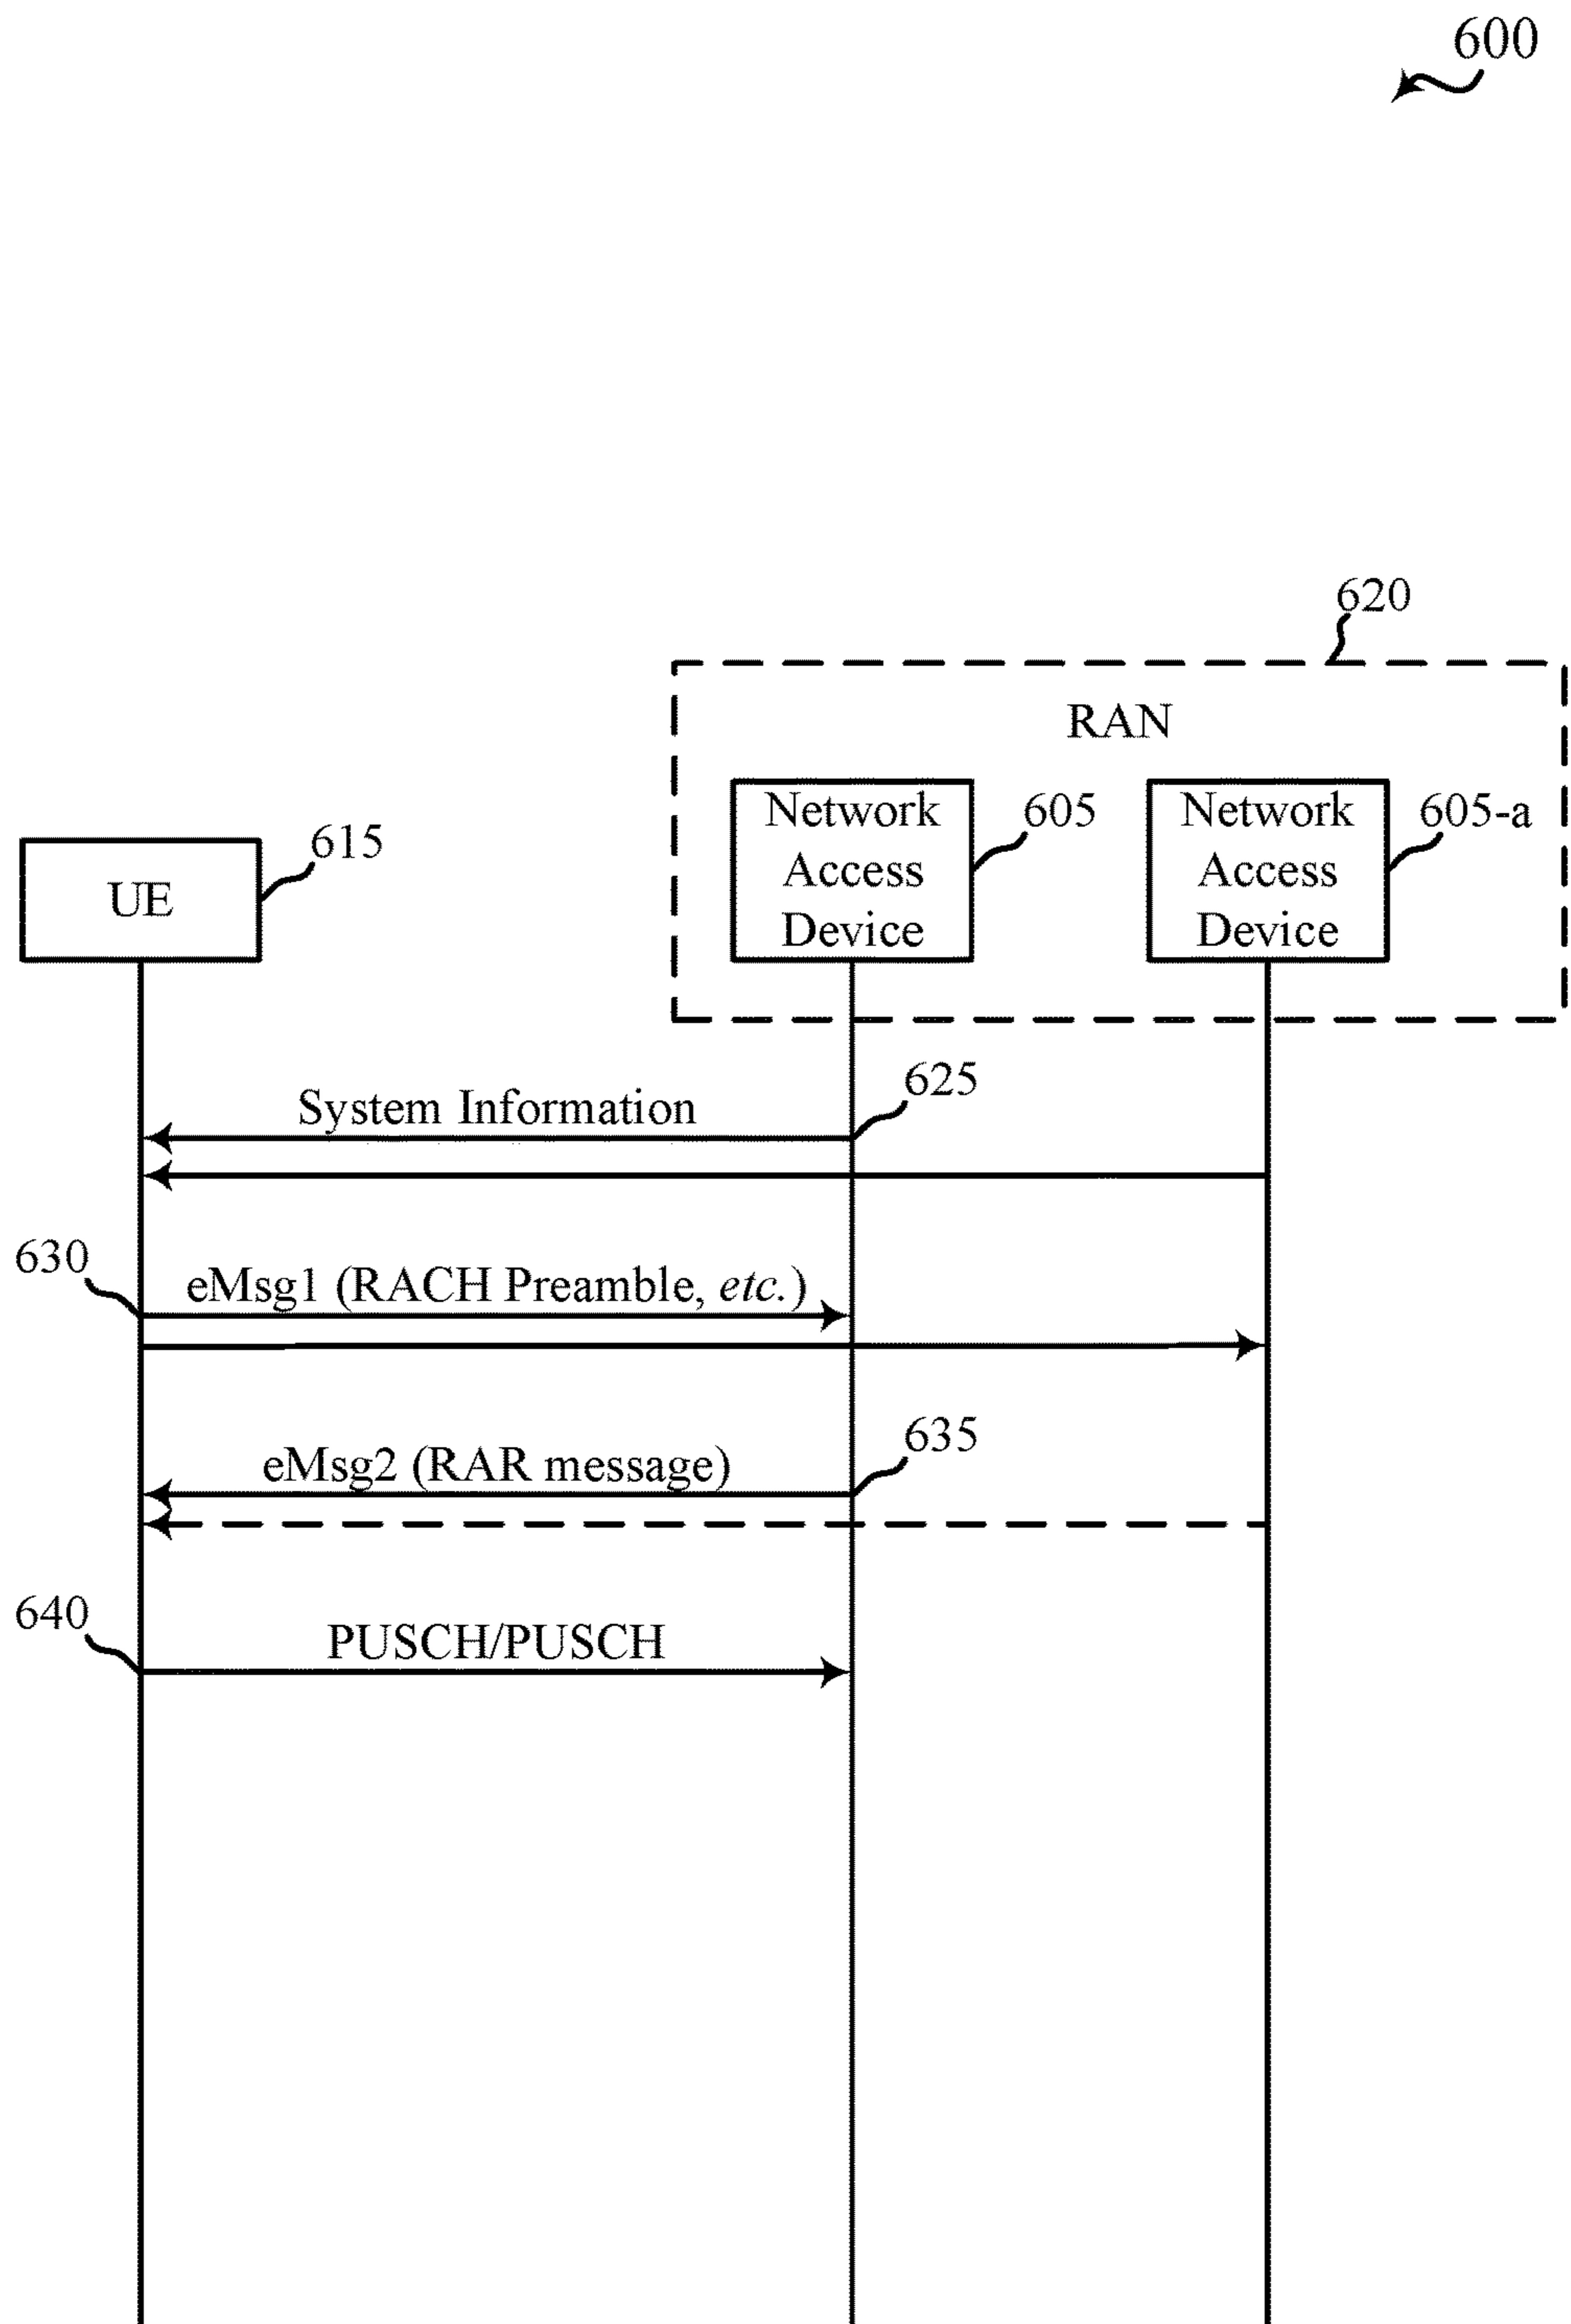 600
620
RAN
Network
Access
Device
605
Network
Access
Device
605-a
UE
615
System Information
625
630
eMsg1 (RACH Preamble, etc.)
eMsg2 (RAR message)
635
640
PUSCH/PUSCH